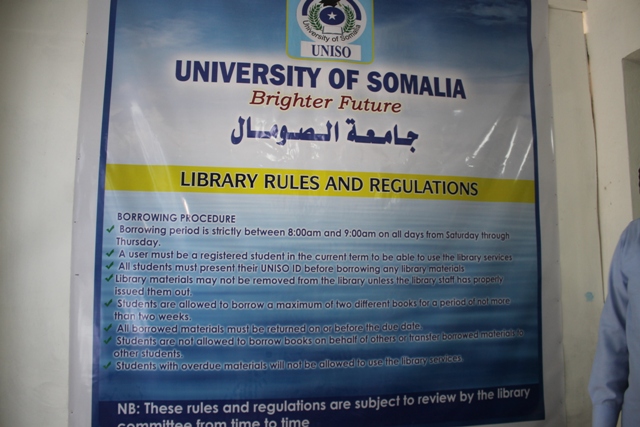 University of Somalia
UNISO
UNIVERSITY OF SOMALIA
Brighter Future
جامعة الصومال
LIBRARY RULES AND REGULATIONS
BORROWING PROCEDURE
Borrowing period is strictly between 8:00am and 9:00am on all days from Saturday through
Thursday.
A user must be a registered student in the current term to be able to use the library services
All students must present their UNISO ID before borrowing any library materials
Library materials may not be removed from the library unless the library staff has properly
issued them out.
Students are allowed to borrow a maximum of two different books for a period of not more
than two weeks.
All borrowed materials must be returned on or before the due date.
Students are not allowed to borrow books on behalf of others or transfer borrowed materials to
other students.
Students with overdue materials will not be allowed to use the library services.
NB: These rules and regulations are subject to review by the library
committee from time to time